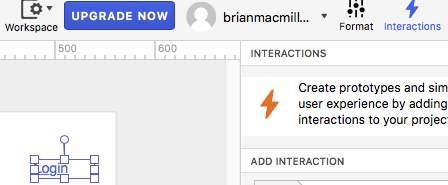 Workspace
UPGRADE NOW
brianmacmill...
Format
Interactions
500
600
INTERACTIONS
Create prototypes and sim
user experience by adding
interactions to your projec
ADD INTERACTION
Login